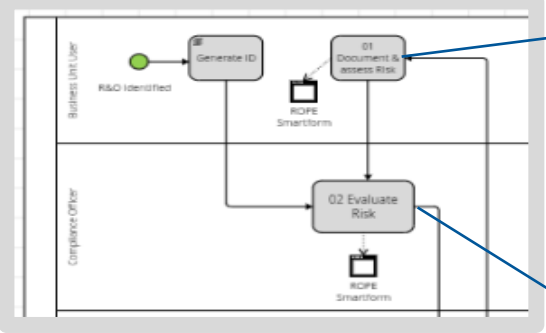 Business Unit User
R&O Identified
Generate ID
01
Document &
assess Risk
ROPE
Smartform
Compliance Officer
02 Evaluate
Risk
ROPE
Smartform